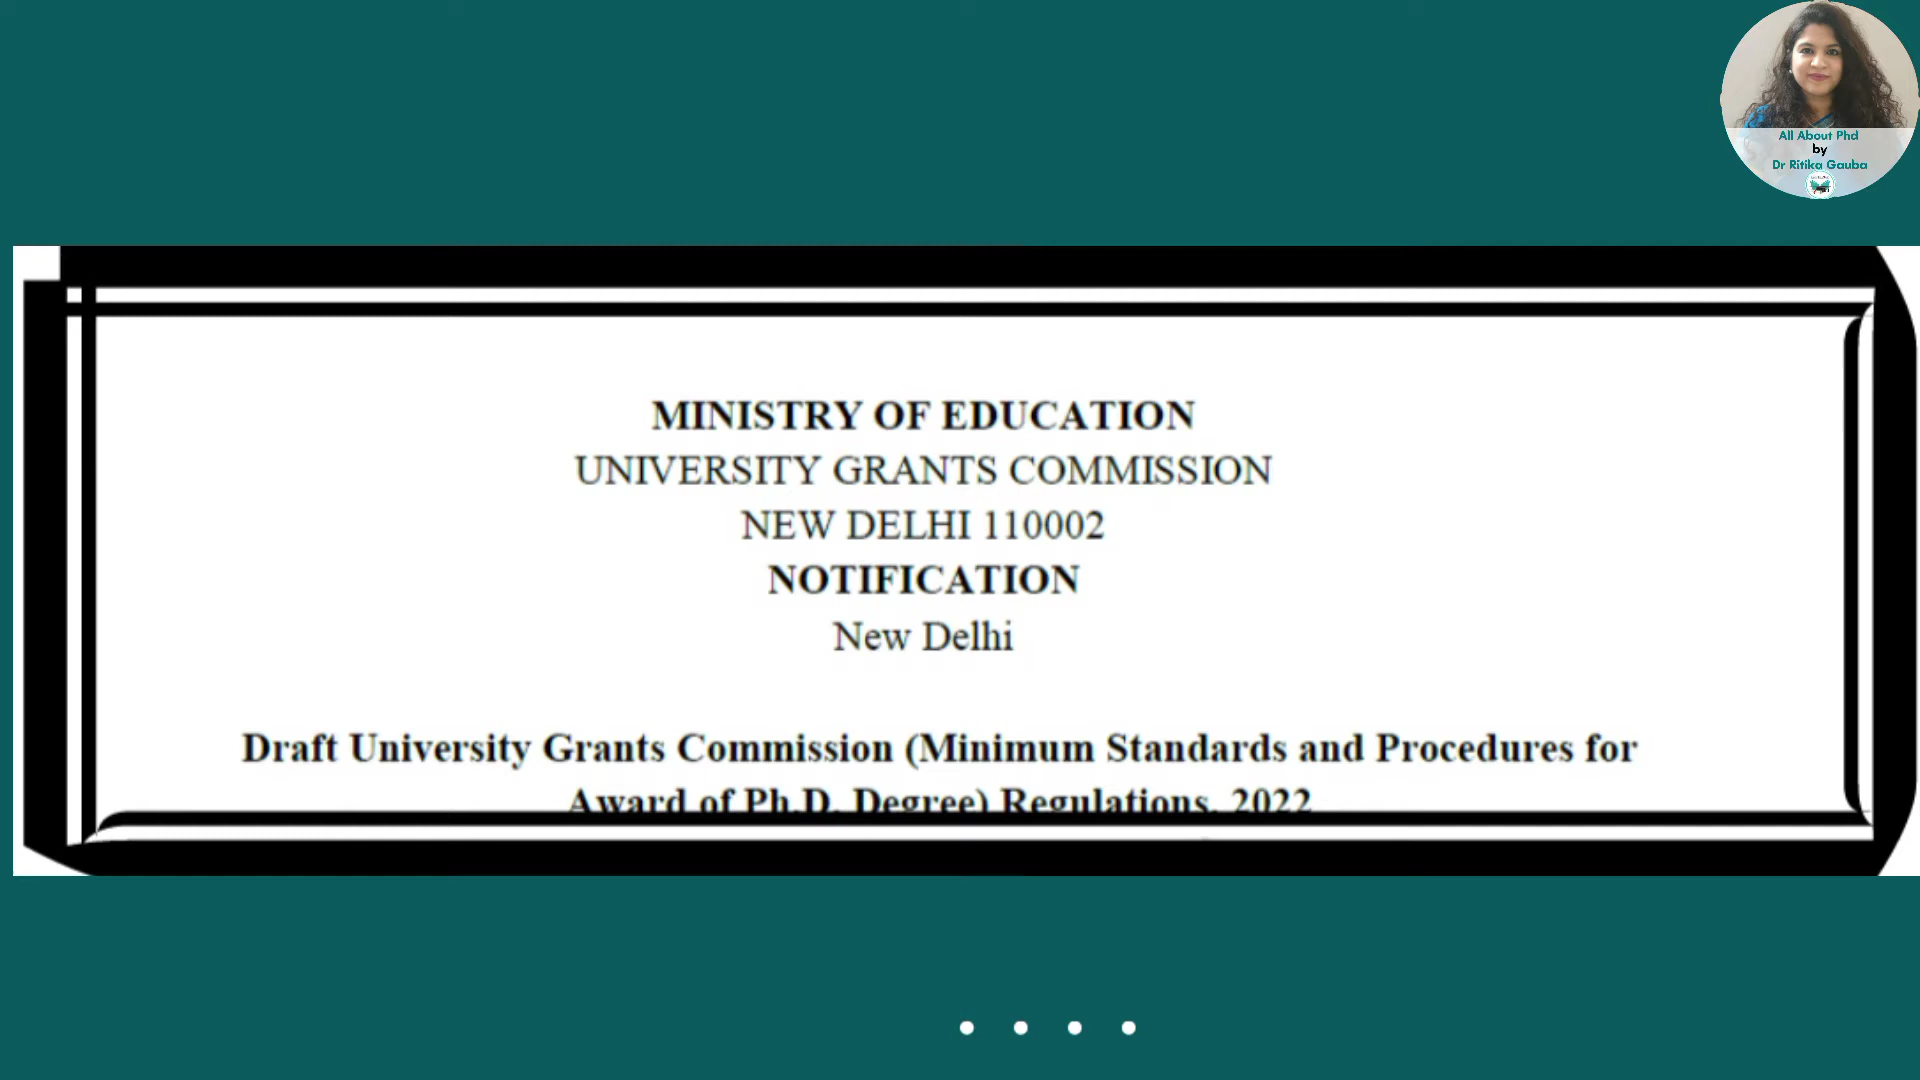 All About Phd
by
Dr Ritika Gauba
MINISTRY OF EDUCATION
UNIVERSITY GRANTS COMMISSION
NEW DELHI 110002
NOTIFICATION
New Delhi
Draft University Grants Commission (Minimum Standards and Procedures for
Award of Ph.D. Degree) Regulations, 2022